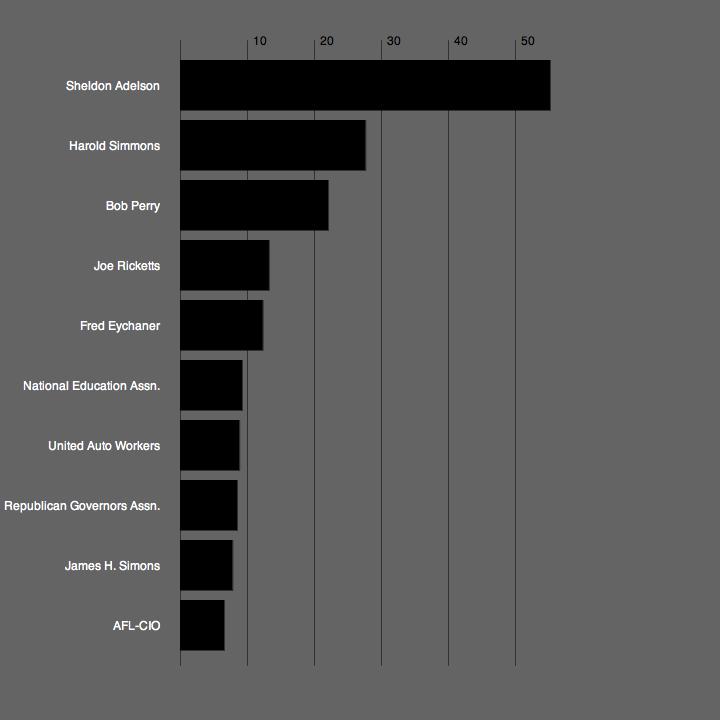 10 20 30 40 50
Sheldon Adelson
Harold Simmons
Bob Perry
Joe Ricketts
Fred Eychaner
National Education Assn.
United Auto Workers
Republican Governors Assn.
James H. Simons
AFL-CIO